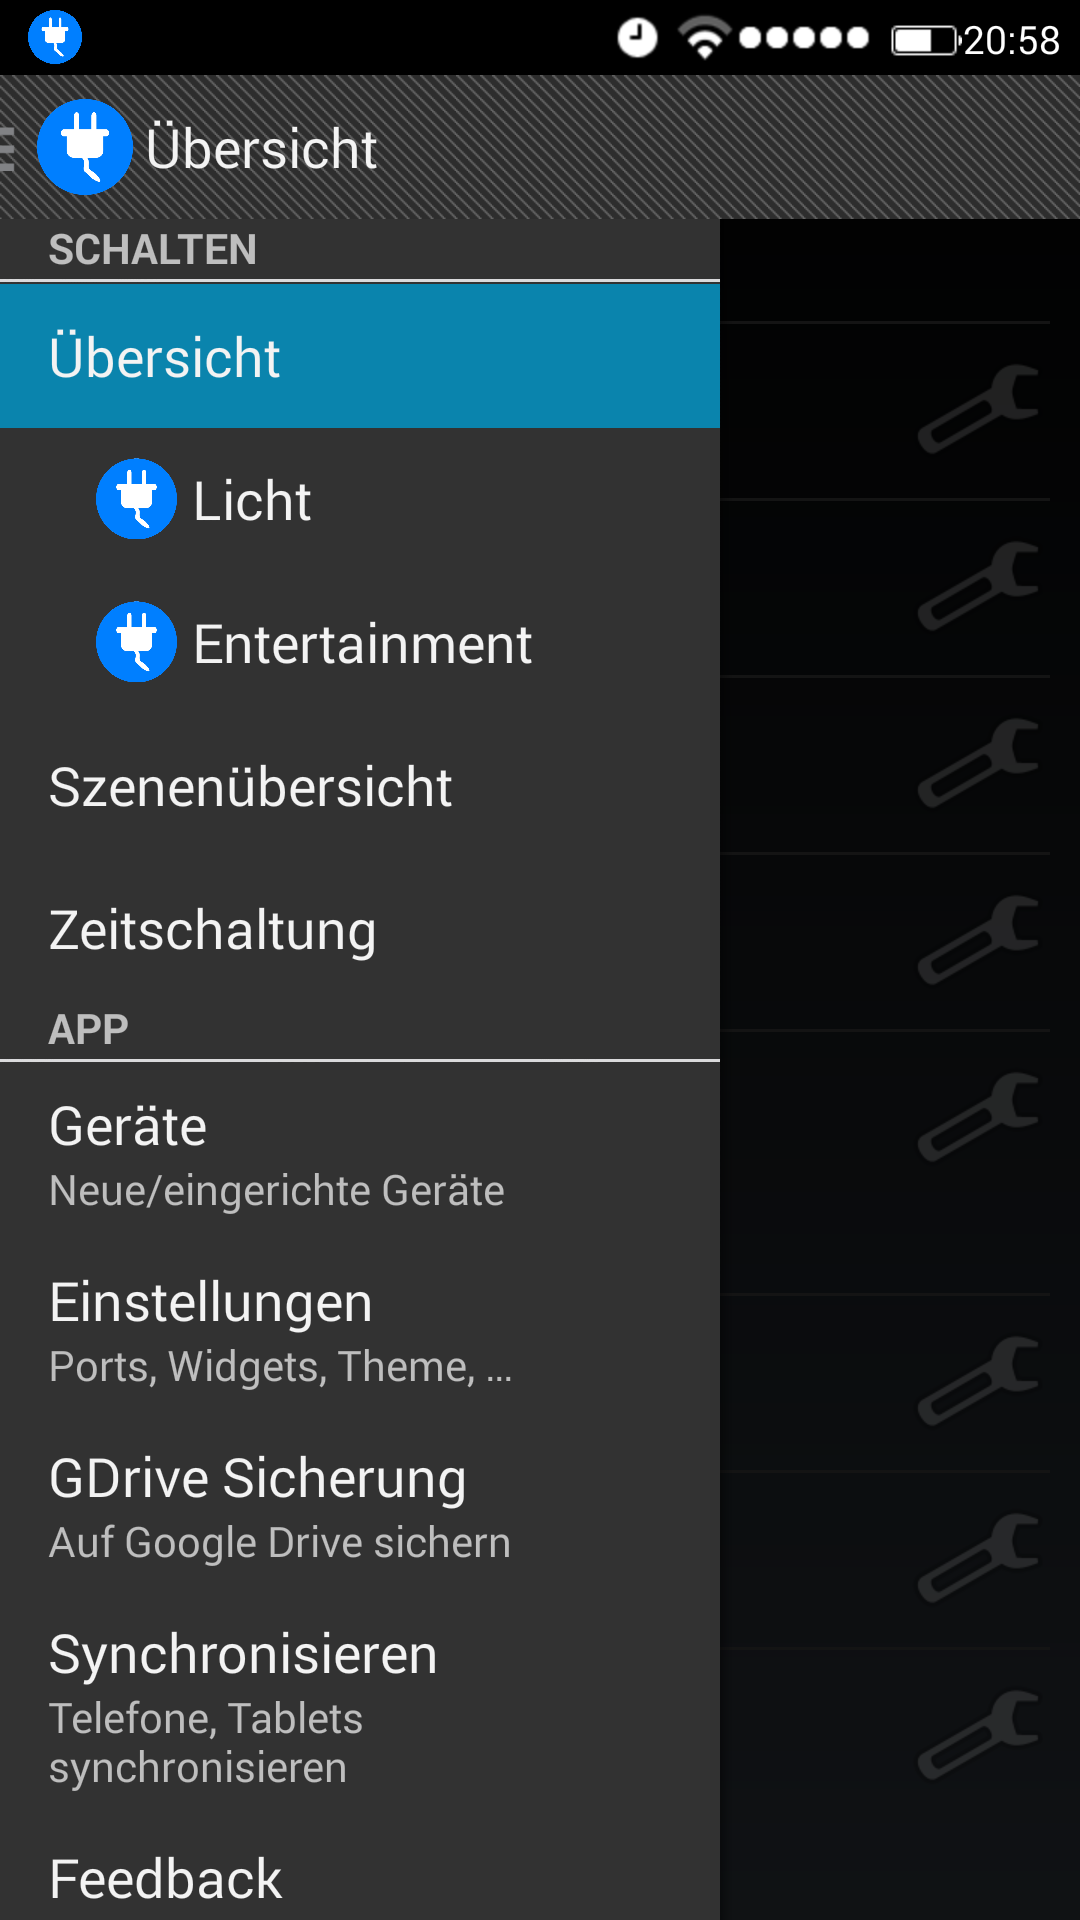 20:58
Übersicht
SCHALTEN
Übersicht
Licht
Entertainment
Szenenübersicht
Zeitschaltung
APP
Geräte
Neue/eingerichte Geräte
Einstellungen
Ports, Widgets, Theme, ...
GDrive Sicherung
Auf Google Drive sichern
Synchronisieren
Telefone, Tablets
synchronisieren
Feedback